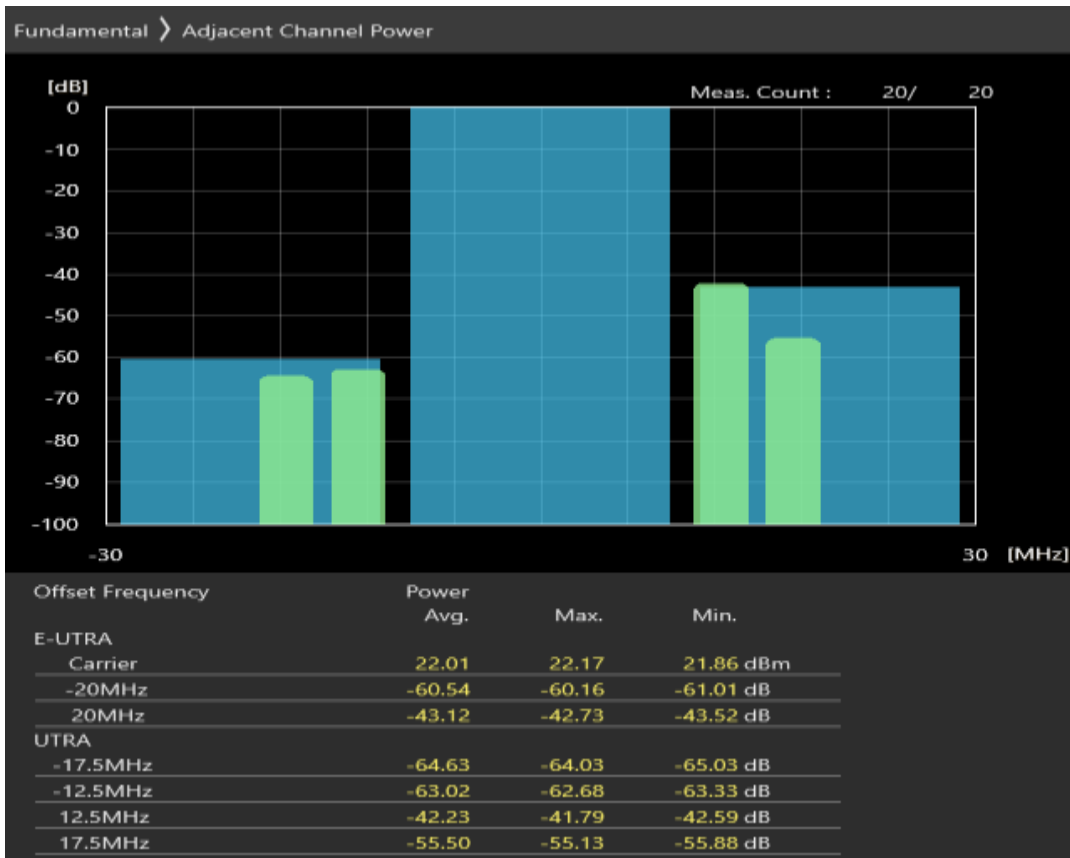 Fundamental 〉 Adjacent Channel Power
[dB]
Meas. Count : 20/ 20
0
-10
-20
-30
-40
-50
-60
-70
-80
-90
-100
-30 30 [MHz]
Offset Frequency Power
Avg. Max. Min.
E-UTRA
Carrier 22.01 22.17 21.86 dBm
-20MHz -60.54 -60.16 -61.01 dB
20MHz -43.12 -42.73 -43.52 dB
UTRA
-17.5MHz -64.63 -64.03 -65.03 dB
-12.5MHz -63.02 -62.68 -63.33 dB
12.5MHz -42.23 -41.79 -42.59 dB
17.5MHz -55.50 -55.13 -55.88 dB